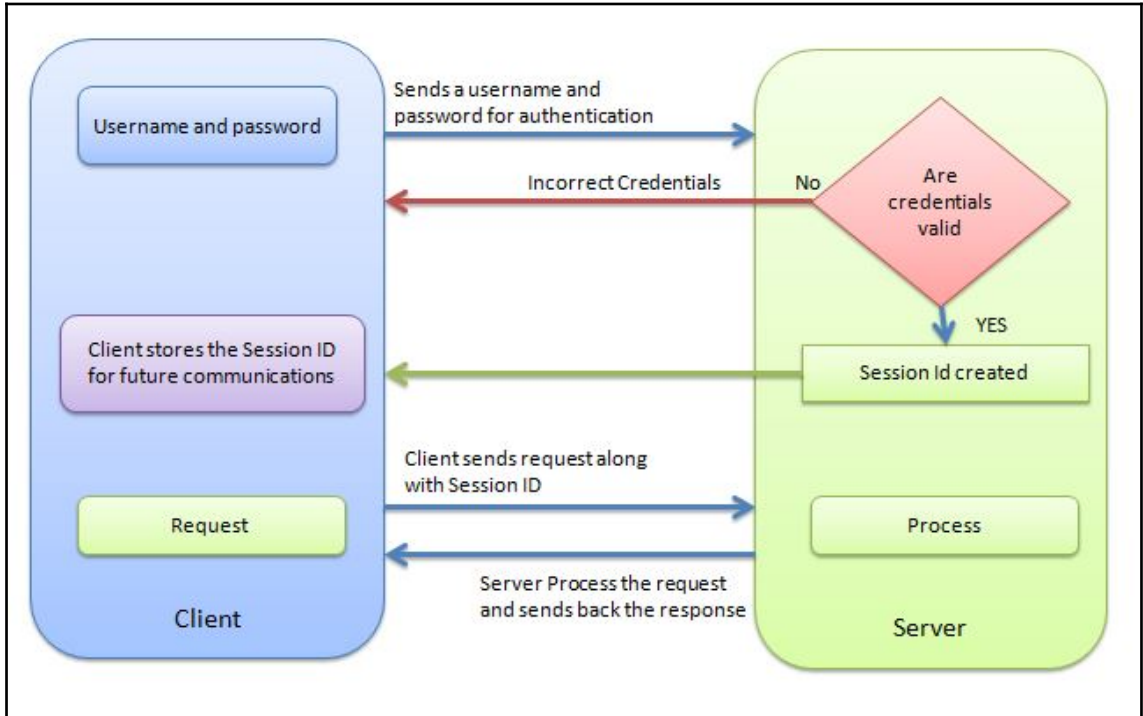 Sends a username and
password for authentication
Username and password
Incorrect Credentials
No
Are
credentials
valid
YES
Client stores the Session ID
for future communications
Session Id created
Client sends request along
with Session ID
Request
Process
Server Process the request
and sends back the response
Client
Server